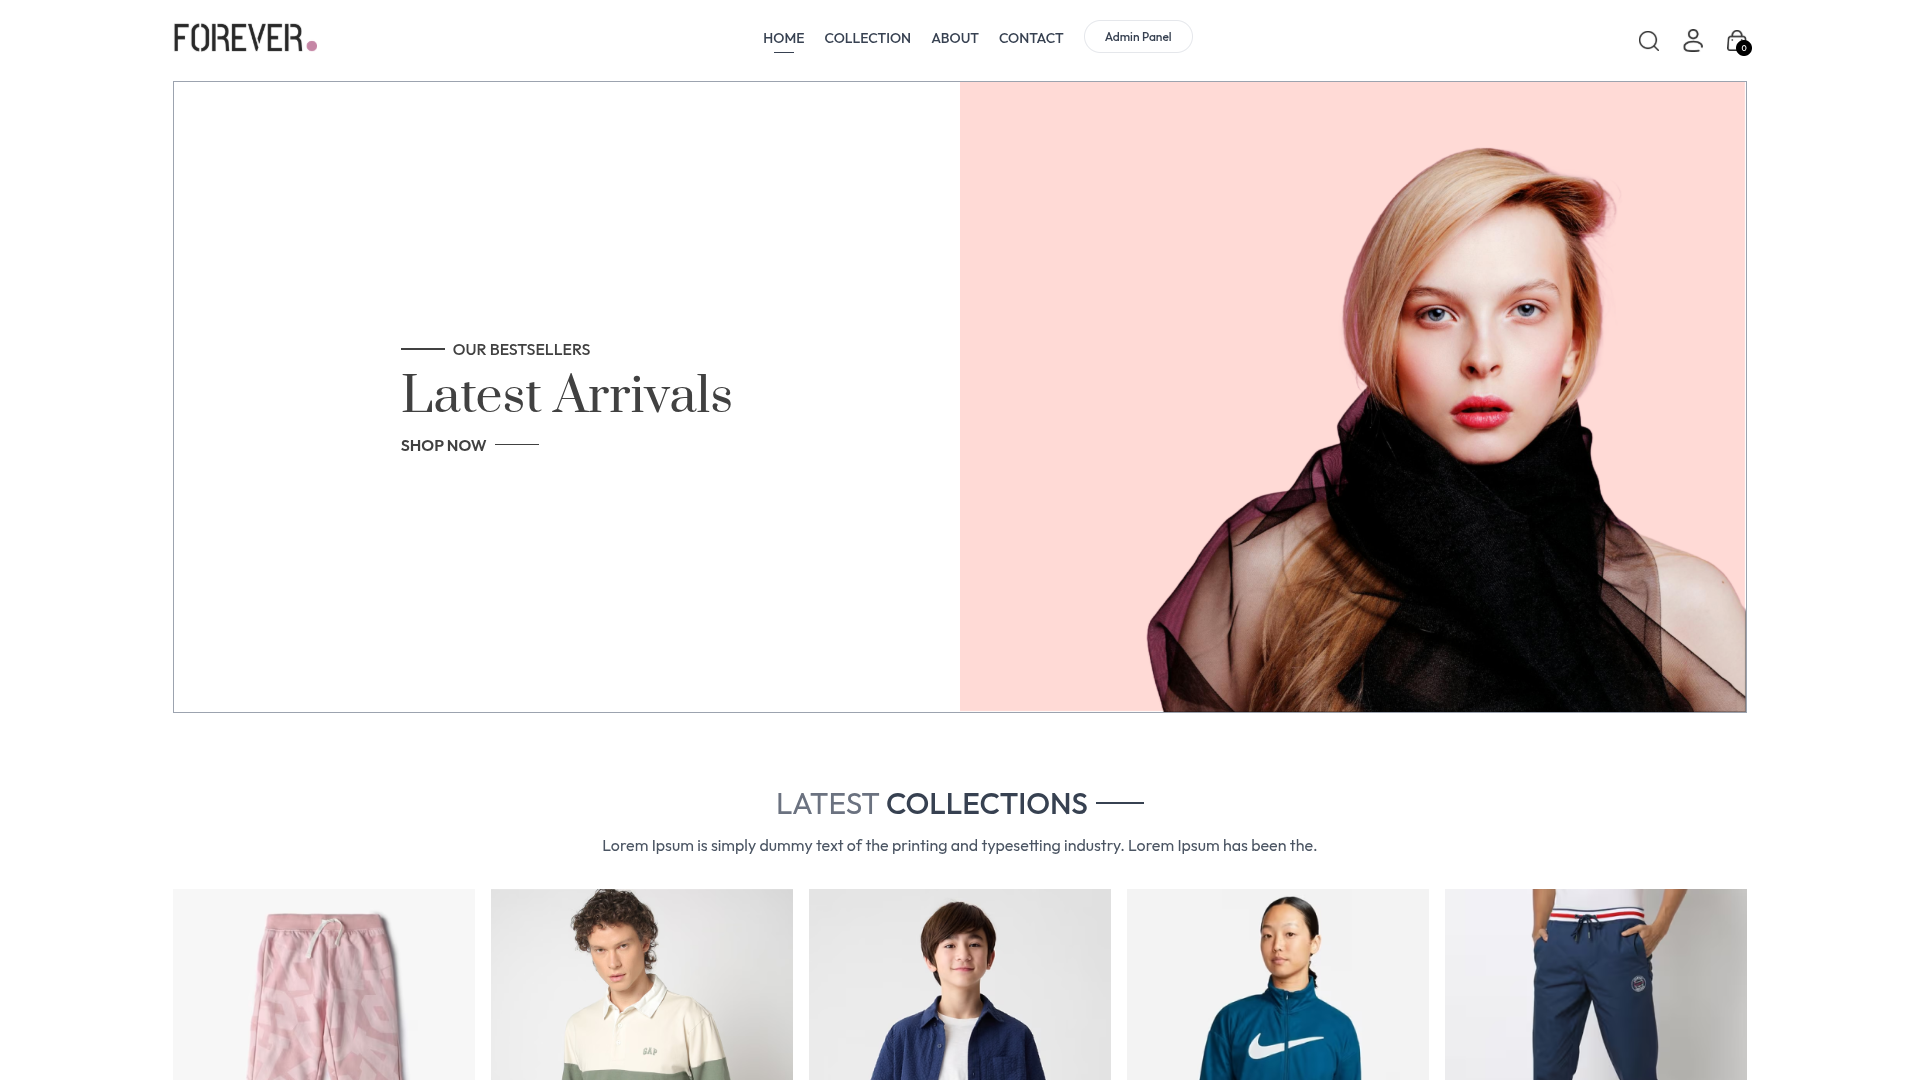 FOREVER.
HOME COLLECTION ABOUT CONTACT Admin Panel
0
OUR BESTSELLERS
Latest Arrivals
SHOP NOW
LATEST COLLECTIONS
Lorem Ipsum is simply dummy text of the printing and typesetting industry. Lorem Ipsum has been the.
GAP